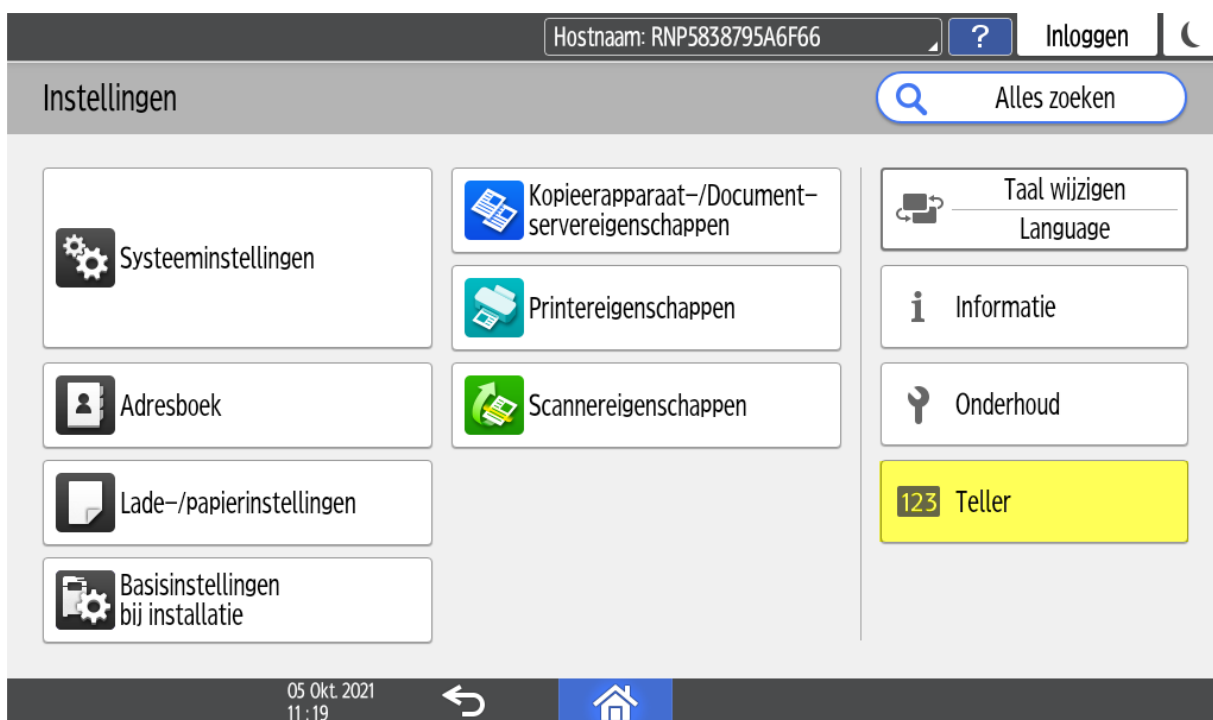 Hostnaam: RNP5838795A6F66
?
Inloggen
Instellingen
Alles zoeken
Systeeminstellingen
Adresboek
Lade-/papierinstellingen
Basisinstellingen
bij installatie
Kopieerapparaat-/Document-
servereigenschappen
Printereigenschappen
Scannereigenschappen
Taal wijzigen
Language
i Informatie
Onderhoud
123 Teller
05 Okt. 2021
11:19